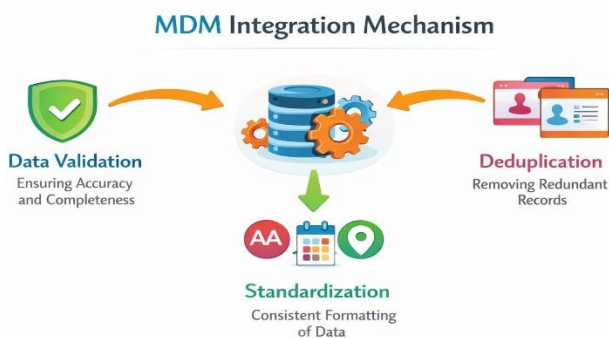 MDM Integration Mechanism
Data Validation
Ensuring Accuracy
and Completeness
Deduplication
Removing Redundant
Records
AA
Standardization
Consistent Formatting
of Data